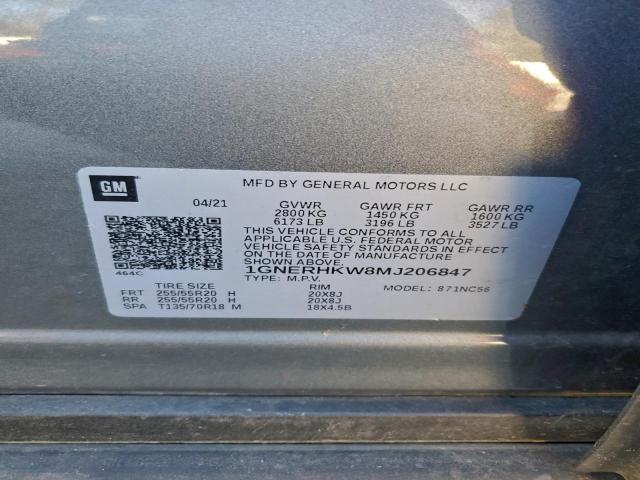 GM
MFD BY GENERAL MOTORS LLC
04/21 GVWR GAWR FRT GAWR RR
2800 KG 1450 KG 1600 KG
6173 LB 3196 LB 3527 LB
THIS VEHICLE CONFORMS TO ALL
APPLICABLE U.S. FEDERAL MOTOR
VEHICLE SAFETY STANDARDS IN EFFECT
ON THE DATE OF MANUFACTURE
464C
1GNERHKW8MJ206847
TYPE: M.P.V. MODEL: 871NC56
TIRE SIZE RIM
FRT 255/55R20 H 20X8J
RR 255/55R20 H 20X8J
SPA T135/70R18 M 18X4.5B